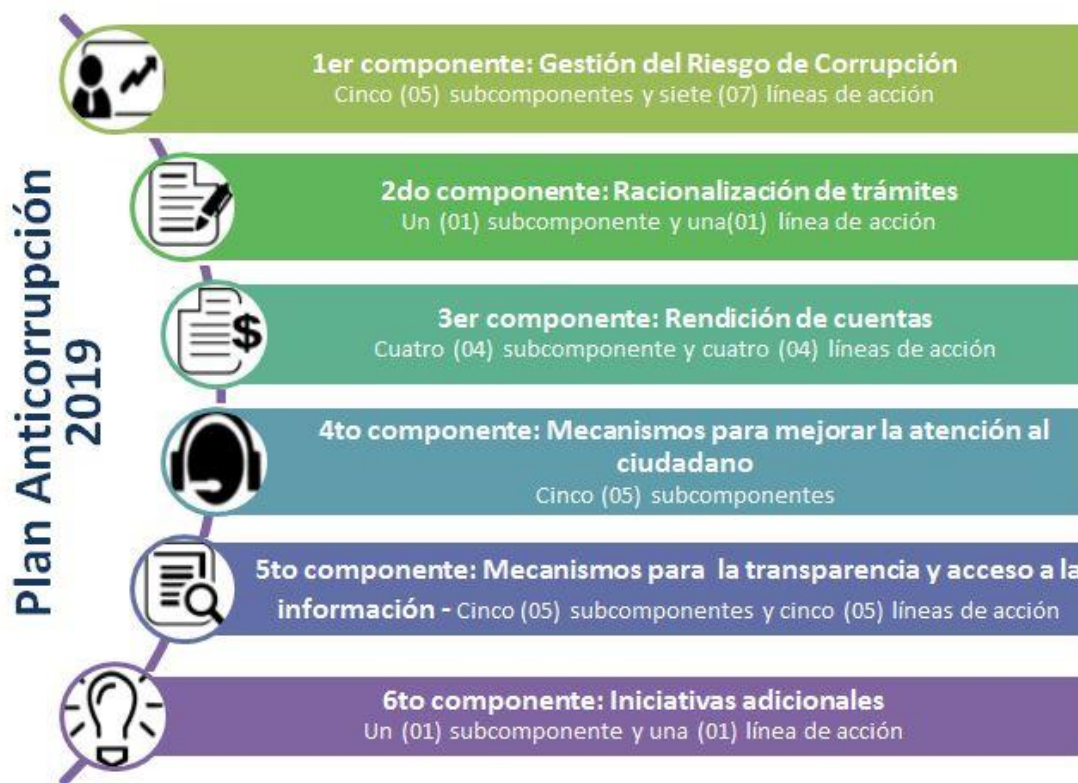 Plan Anticorrupción
2019
1er componente: Gestión del Riesgo de Corrupción
Cinco (05) subcomponentes y siete (07) líneas de acción
2do componente: Racionalización de trámites
Un (01) subcomponente y una(01) línea de acción
3er componente: Rendición de cuentas
Cuatro (04) subcomponente y cuatro (04) líneas de acción
4to componente: Mecanismos para mejorar la atención al
ciudadano
Cinco (05) subcomponentes
5to componente: Mecanismos para la transparencia y acceso a la
información - Cinco (05) subcomponentes y cinco (05) líneas de acción
6to componente: Iniciativas adicionales
Un (01) subcomponente y una (01) línea de acción